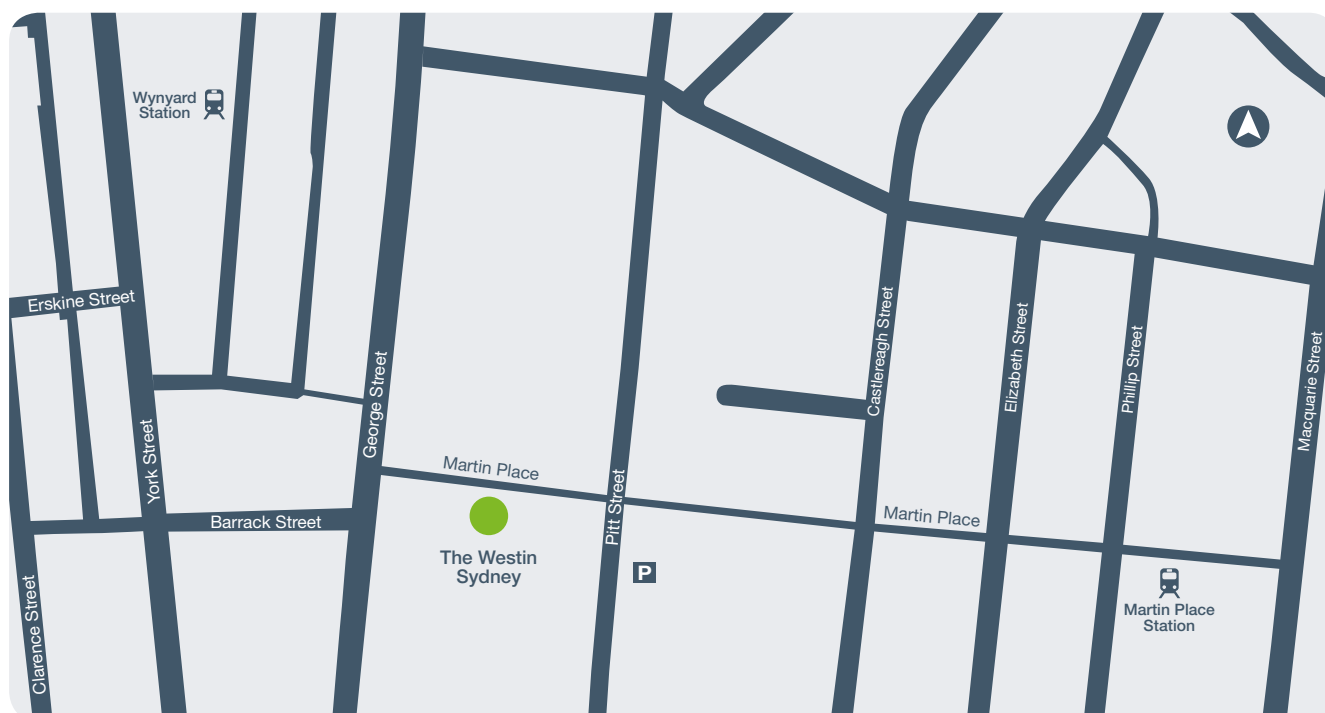 Wynyard
Station
Erskine Street
York Street
George Street
Castlereagh Street
Elizabeth Street
Phillip Street
Macquarie Street
Martin Place
Pitt Street
Martin Place
Barrack Street
The Westin
Sydney
P
Clarence Street
Martin Place
Station